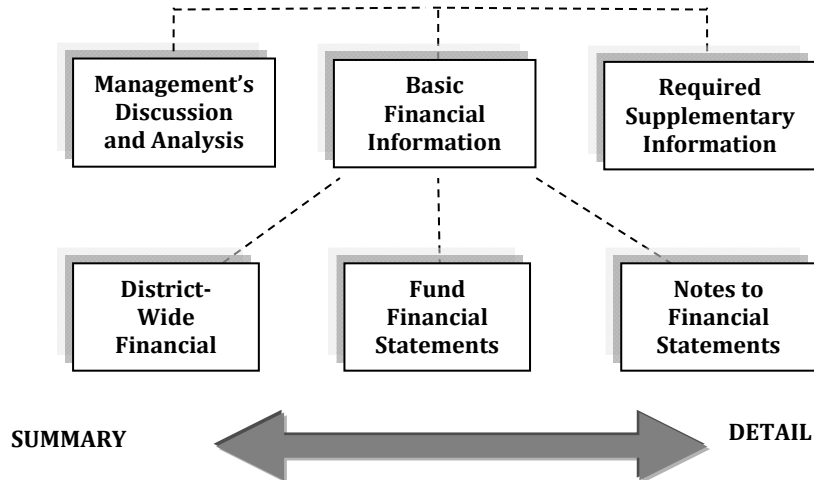 Management’s
Discussion
and Analysis
Basic
Financial
Information
Required
Supplementary
Information
District-
Wide
Financial
Fund
Financial
Statements
Notes to
Financial
Statements
SUMMARY
DETAIL